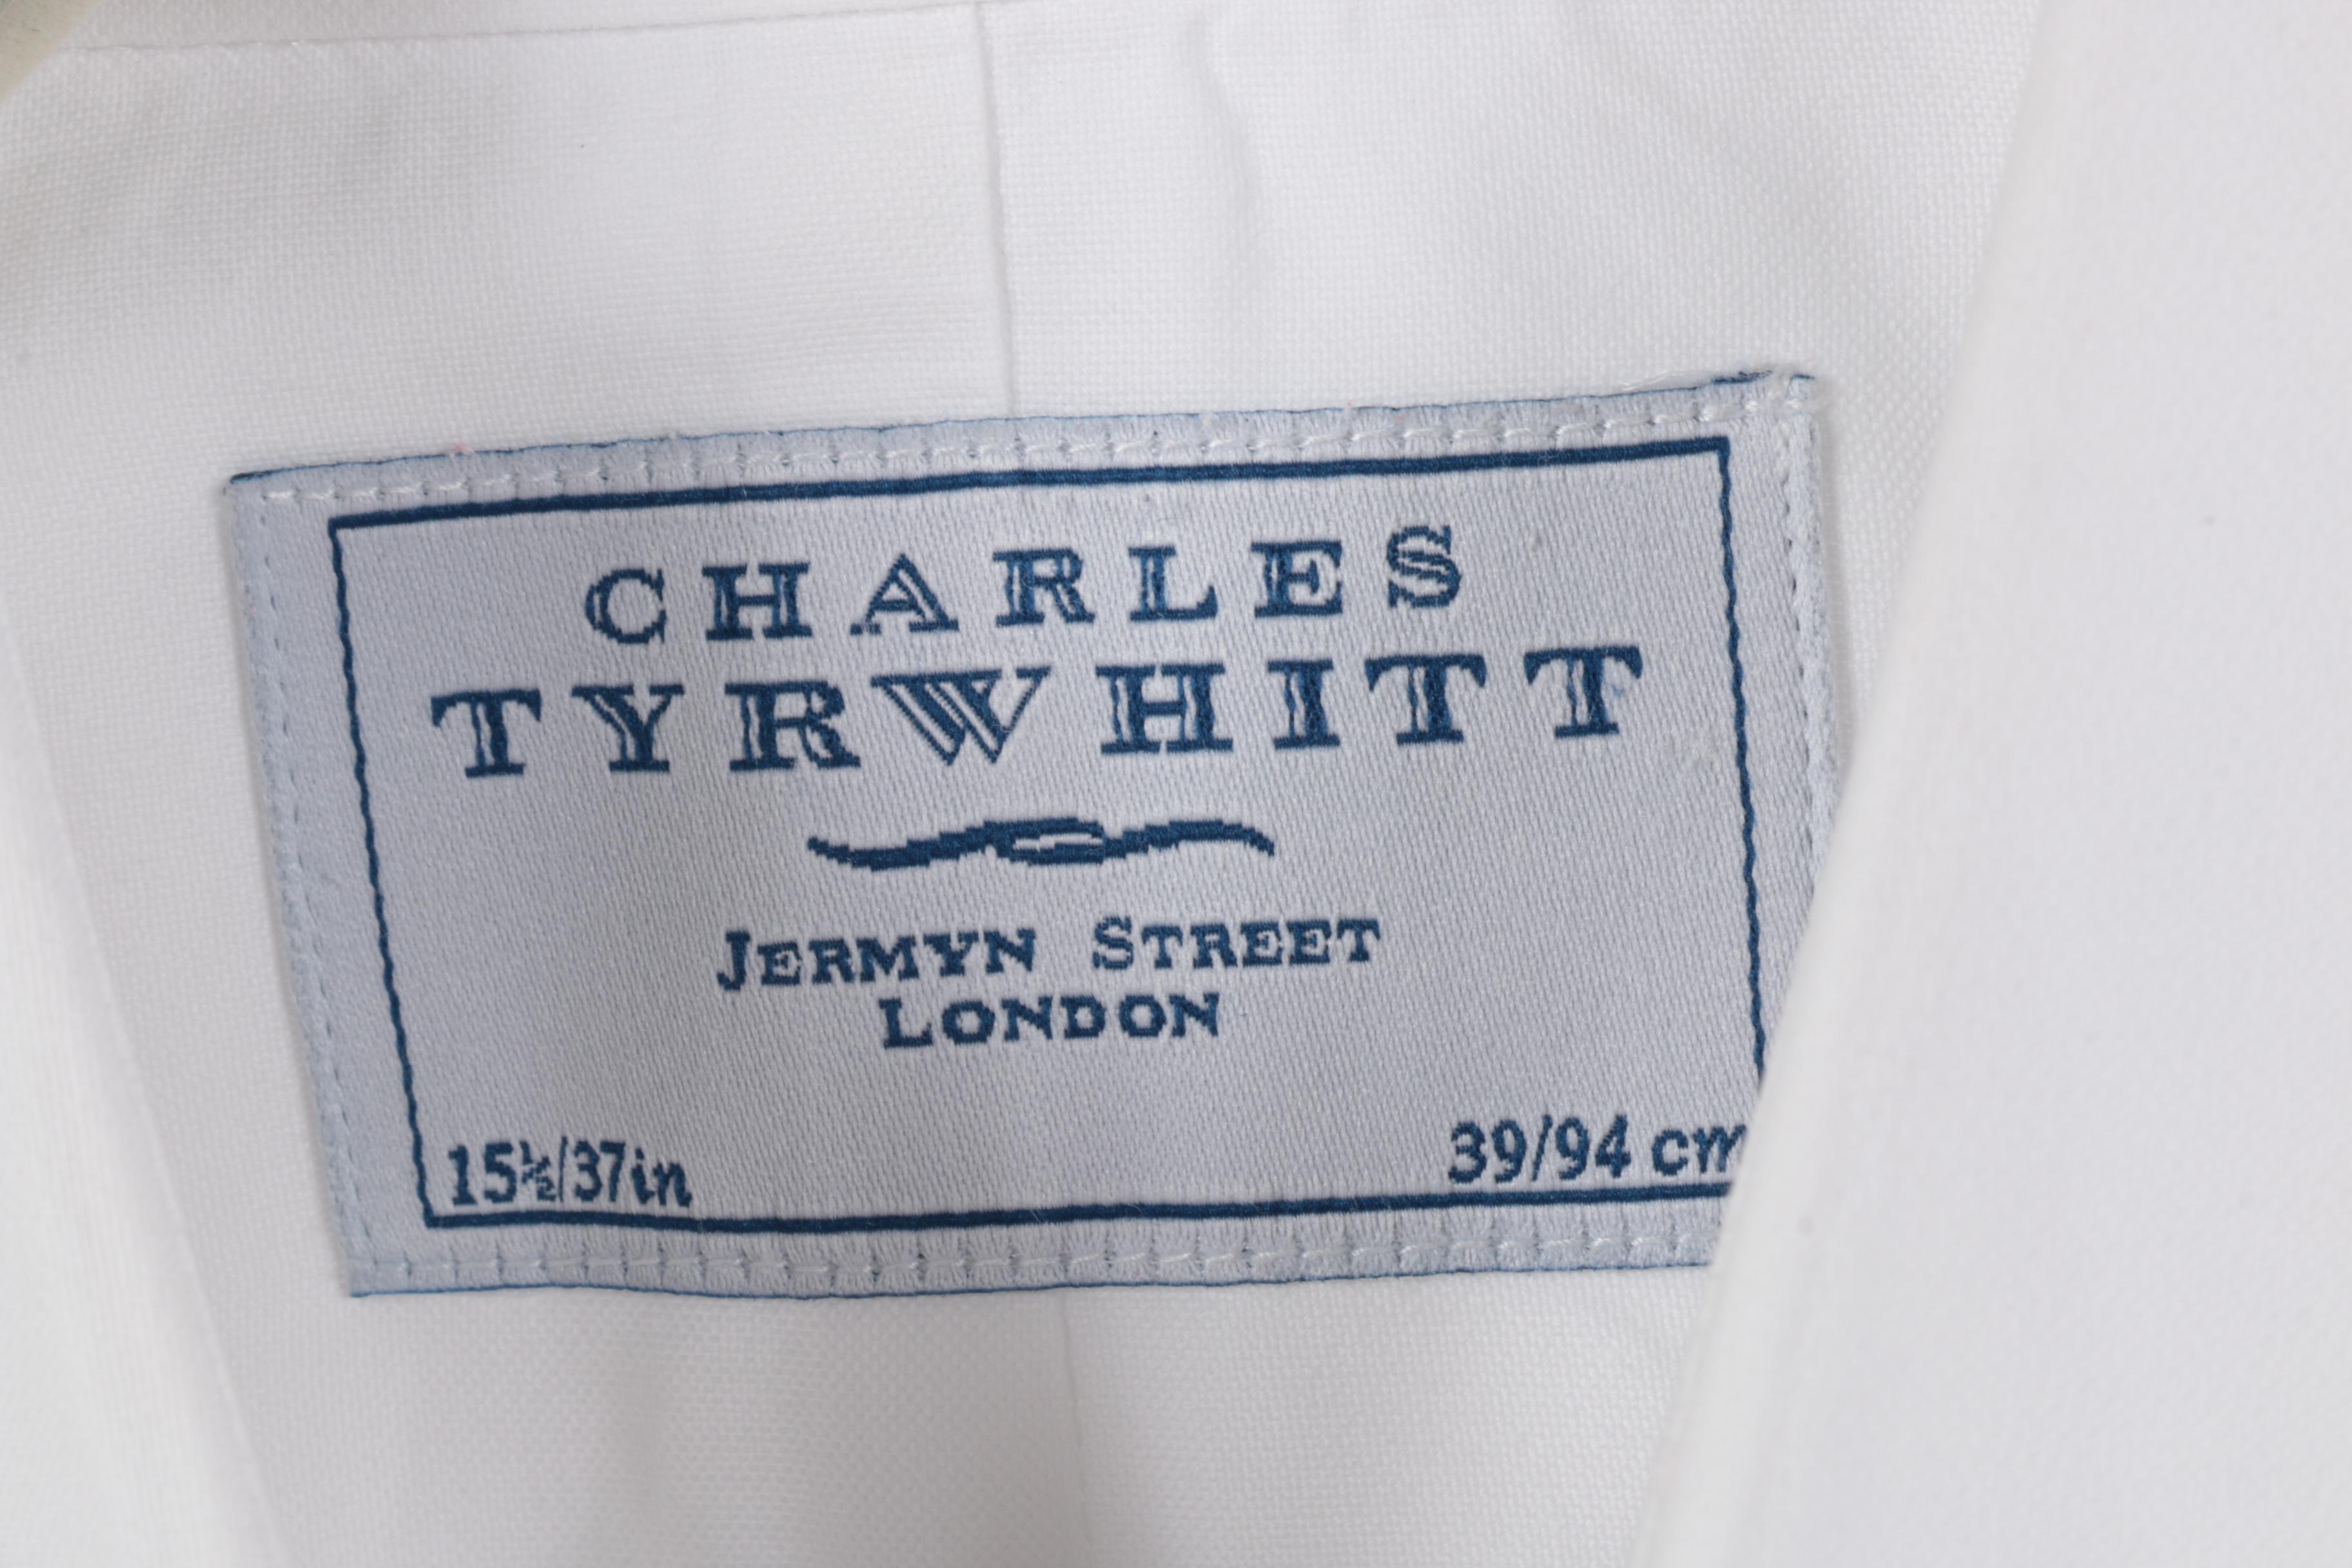 CHARLES
TYRWHITT
JERMYN STREET
LONDON
15½/37in 39/94 cm